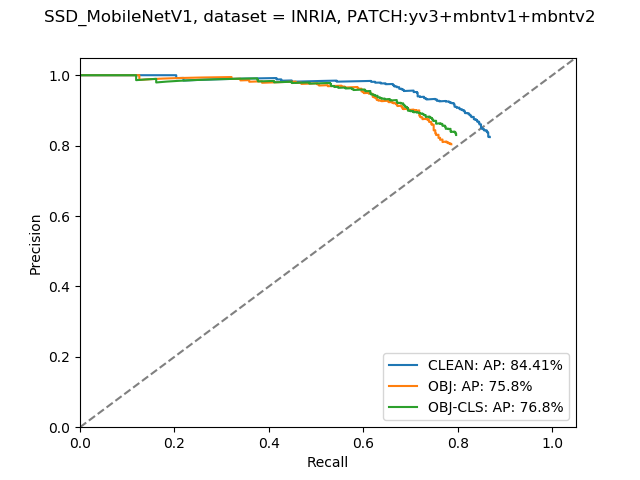 SSD_MobileNetV1, dataset = INRIA, PATCH:yv3+mbntv1+mbntv2
1.0
0.8
0.6
0.4
0.2
0.0
Precision
CLEAN: AP: 84.41%
OBJ: AP: 75.8%
OBJ-CLS: AP: 76.8%
0.0 0.2 0.4 0.6 0.8 1.0
Recall